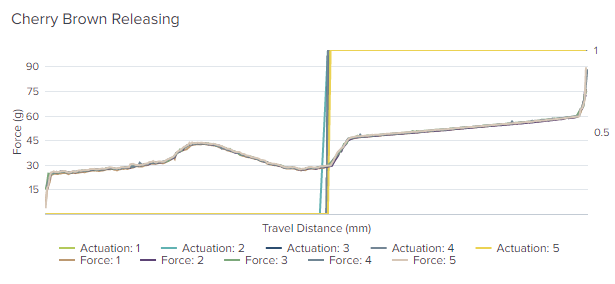 Cherry Brown Releasing
90
75
60
45
30
15
1
0.5
Force (g)
Travel Distance (mm)
Actuation: 1 Actuation: 2 Actuation: 3 Actuation: 4 Actuation: 5
Force: 1 Force: 2 Force: 3 Force: 4 Force: 5